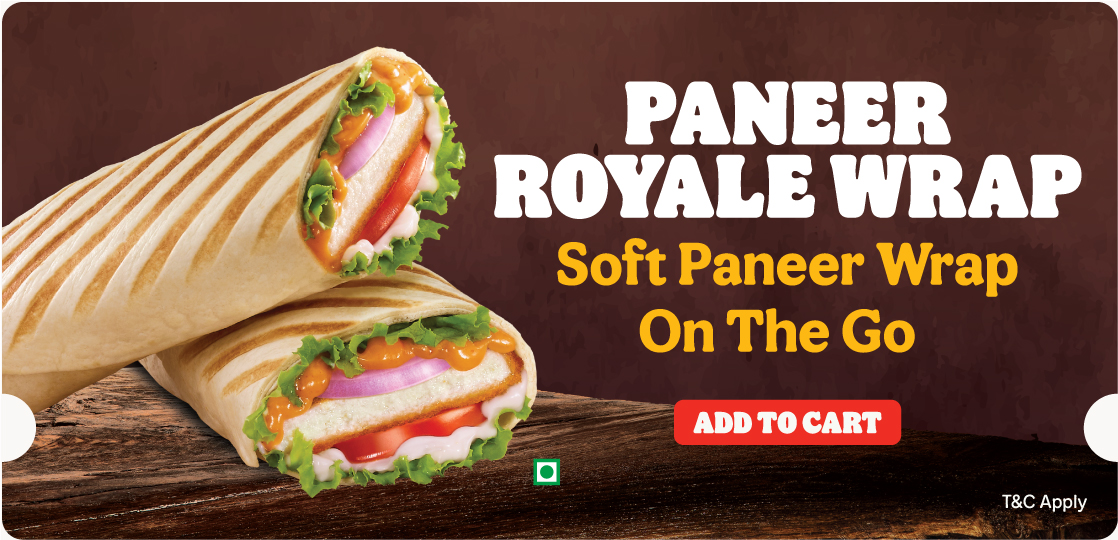 PANEER
ROYALE WRAP
Soft Paneer Wrap
On The Go
ADD TO CART
T&C Apply